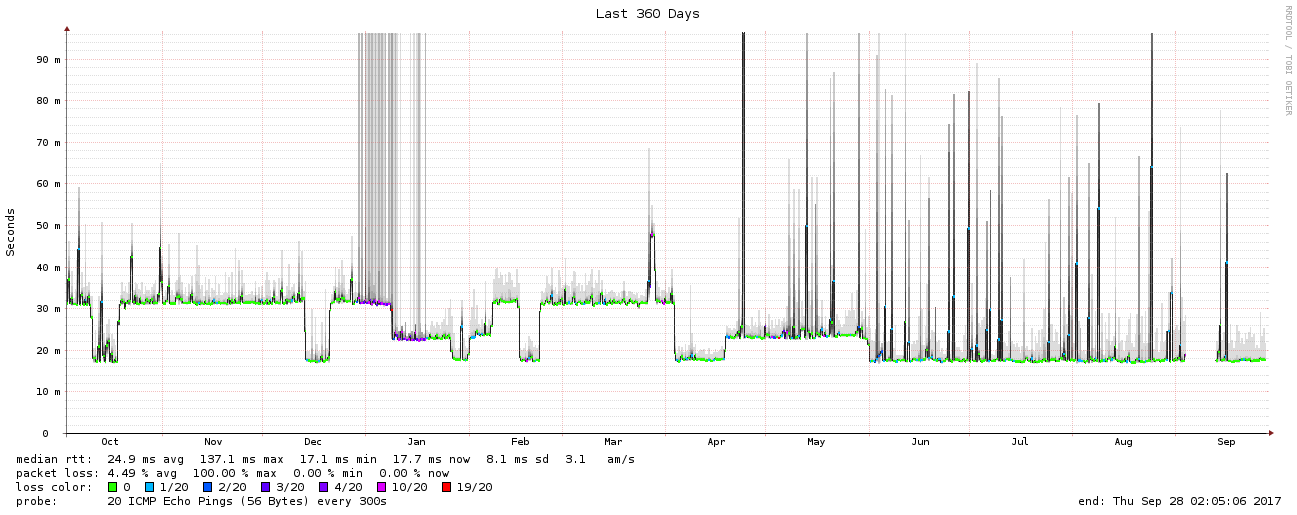 Last 360 Days
RRDTOOL / TOBI OETIKER
Seconds
90 m
80 m
70 m
60 m
50 m
40 m
30 m
20 m
10 m
0
Oct Nov Dec Jan Feb Mar Apr May Jun Jul Aug Sep
median rtt: 24.9 ms avg 137.1 ms max 17.1 ms min 17.7 ms now 8.1 ms sd 3.1 am/s
packet loss: 4.49 % avg 100.00 % max 0.00 % min 0.00 % now
loss color: 0 1/20 2/20 3/20 4/20 10/20 19/20
probe: 20 ICMP Echo Pings (56 Bytes) every 300s end: Thu Sep 28 02:05:06 2017